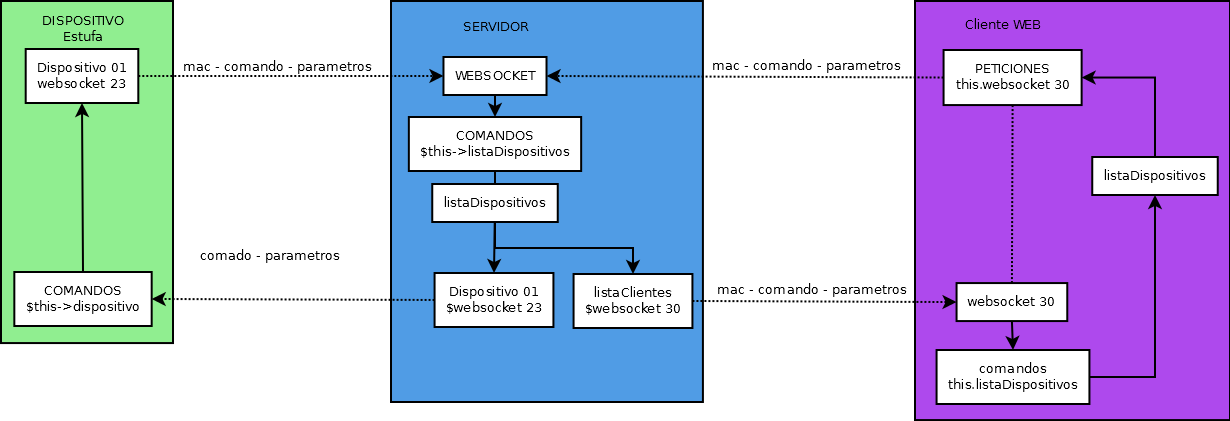 DISPOSITIVO
Estufa
Dispositivo 01
websocket 23
COMANDOS
$this->dispositivo
mac - comando - parametros
comado - parametros
SERVIDOR
WEBSOCKET
COMANDOS
$this->listaDispositivos
listaDispositivos
Dispositivo 01
$websocket 23
listaClientes
$websocket 30
mac - comando - parametros
mac - comando - parametros
Cliente WEB
PETICIONES
this.websocket 30
listaDispositivos
websocket 30
comandos
this.listaDispositivos